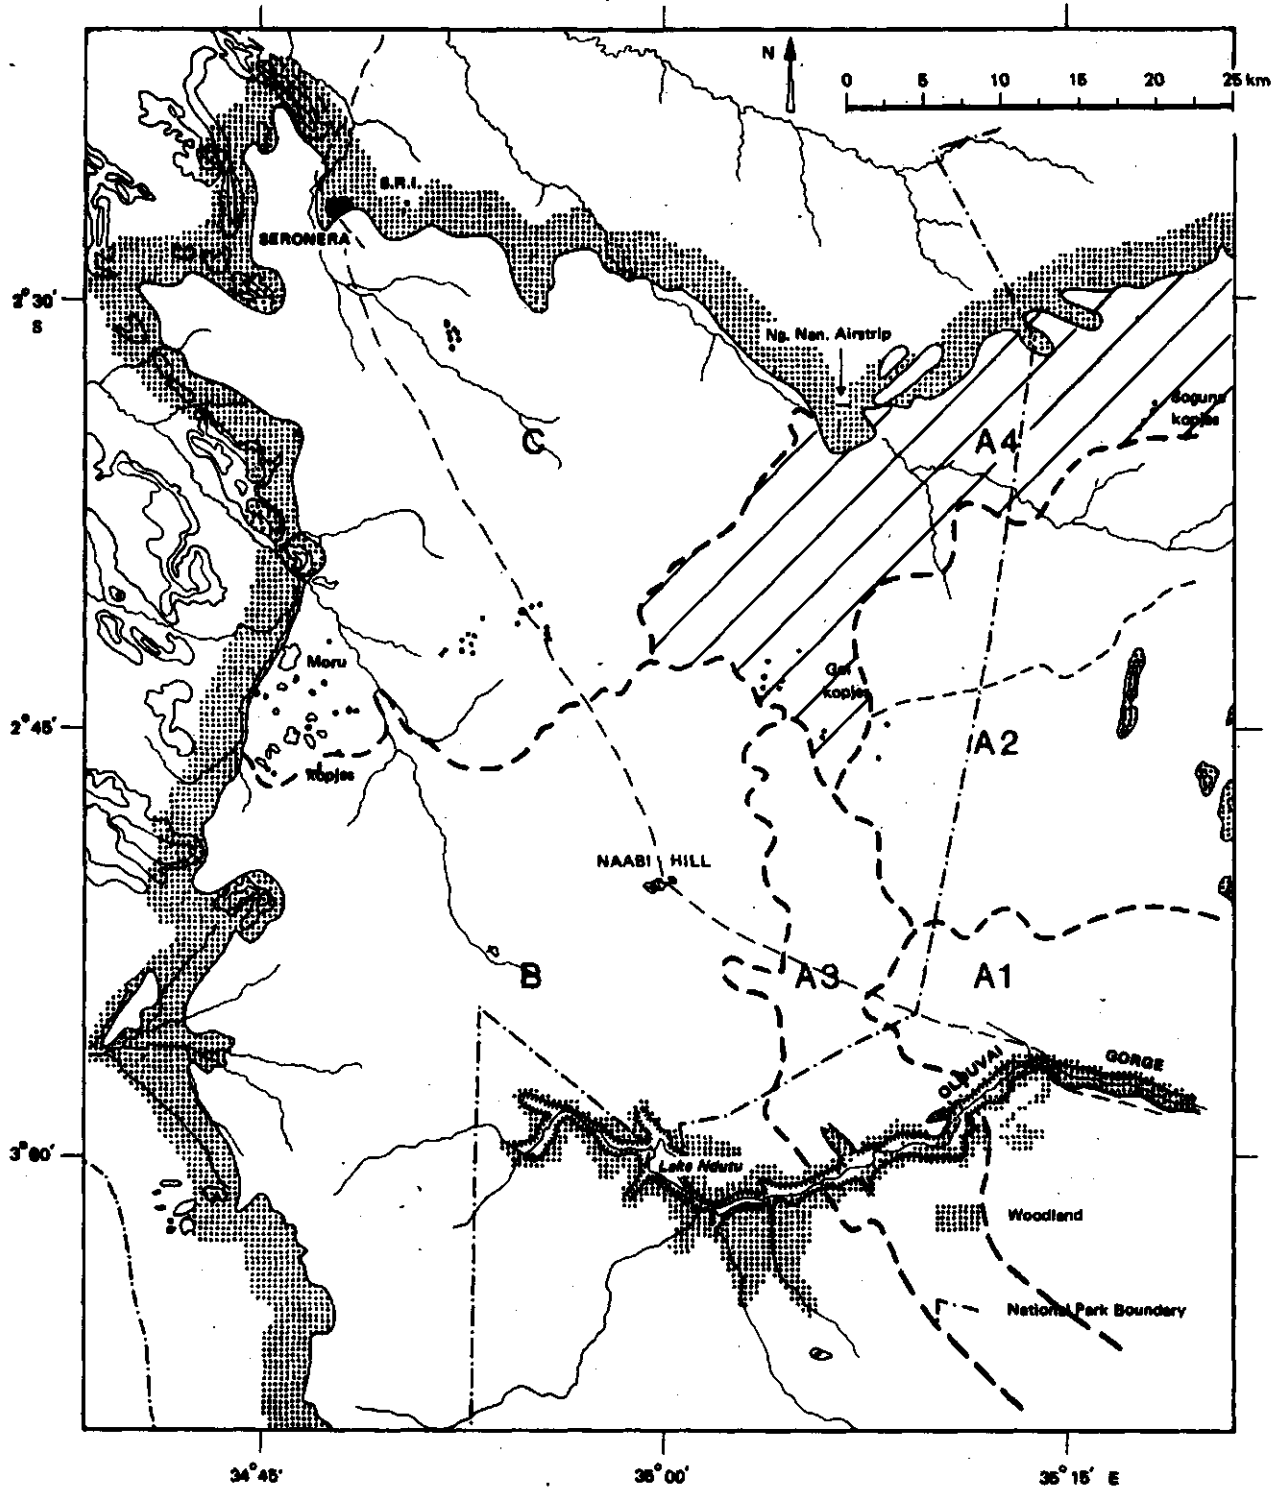 N
0 5 10 15 20 25 km
S.R.I.
SERONERA
2°30'
S
Ng. Nan. Airstrip
Soguna
kopjes
C
A4
Moru
Gol
kopjes
2°45'
A2
kopjes
NAABI HILL
B
A3
A1
OLDUVAI
GORGE
3°00'
Lake Ndutu
Woodland
National Park Boundary
34°45'
35°00'
35°15' E